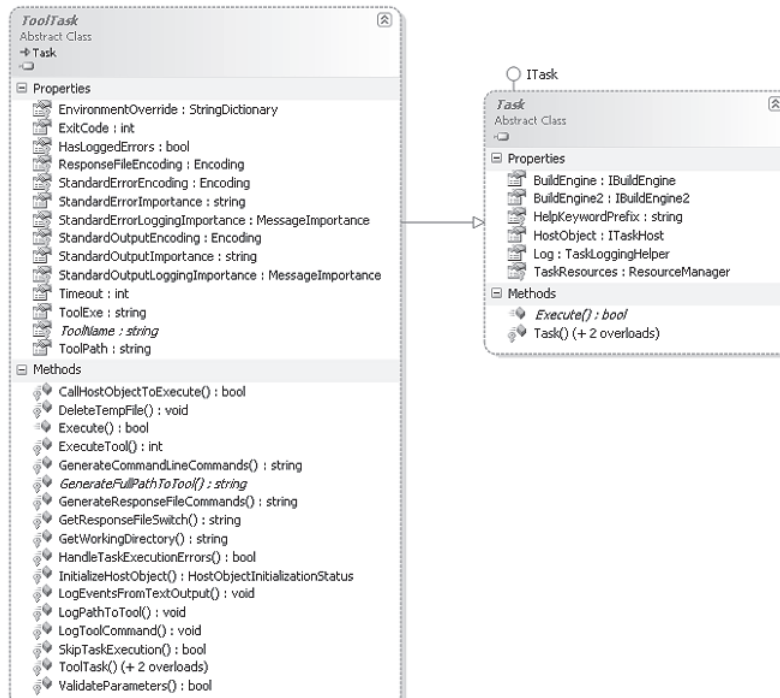 ToolTask
Abstract Class
Task
Properties
EnvironmentOverride : StringDictionary
ExitCode : int
HasLoggedErrors : bool
ResponseFileEncoding : Encoding
StandardErrorEncoding : Encoding
StandardErrorImportance : string
StandardErrorLoggingImportance : MessageImportance
StandardOutputEncoding : Encoding
StandardOutputImportance : string
StandardOutputLoggingImportance : MessageImportance
Timeout : int
ToolExe : string
ToolName : string
ToolPath : string
Methods
CallHostObjectToExecute() : bool
DeleteTempFile() : void
Execute() : bool
ExecuteTool() : int
GenerateCommandLineCommands() : string
GenerateFullPathToTool() : string
GenerateResponseFileCommands() : string
GetResponseFileSwitch() : string
GetWorkingDirectory() : string
HandleTaskExecutionErrors() : bool
InitializeHostObject() : HostObjectInitializationStatus
LogEventsFromTextOutput() : void
LogPathToTool() : void
LogToolCommand() : void
SkipTaskExecution() : bool
ToolTask() (+ 2 overloads)
ValidateParameters() : bool
ITask
Task
Abstract Class
Properties
BuildEngine : IBuildEngine
BuildEngine2 : IBuildEngine2
HelpKeywordPrefix : string
HostObject : ITaskHost
Log : TaskLoggingHelper
TaskResources : ResourceManager
Methods
Execute() : bool
Task() (+ 2 overloads)